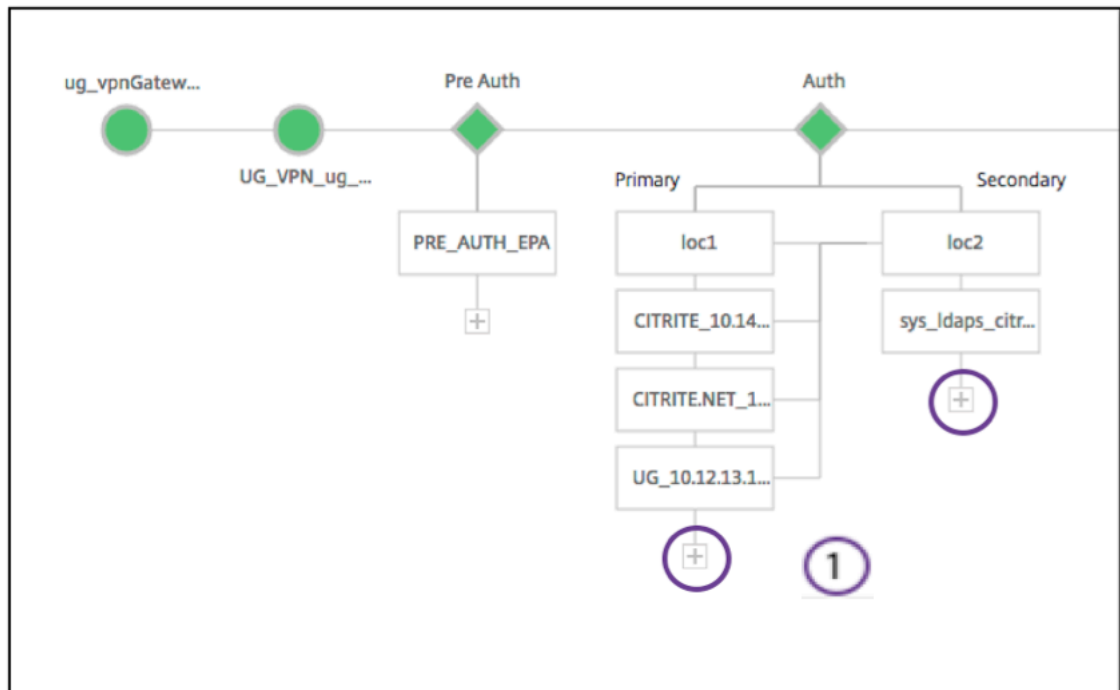 ug_vpnGatew...
Pre Auth
Auth
UG_VPN_ug_...
Primary
Secondary
PRE_AUTH_EPA
loc1
loc2
CITRITE_10.14...
sys_ldaps_citr...
CITRITE.NET_1...
UG_10.12.13.1...
1